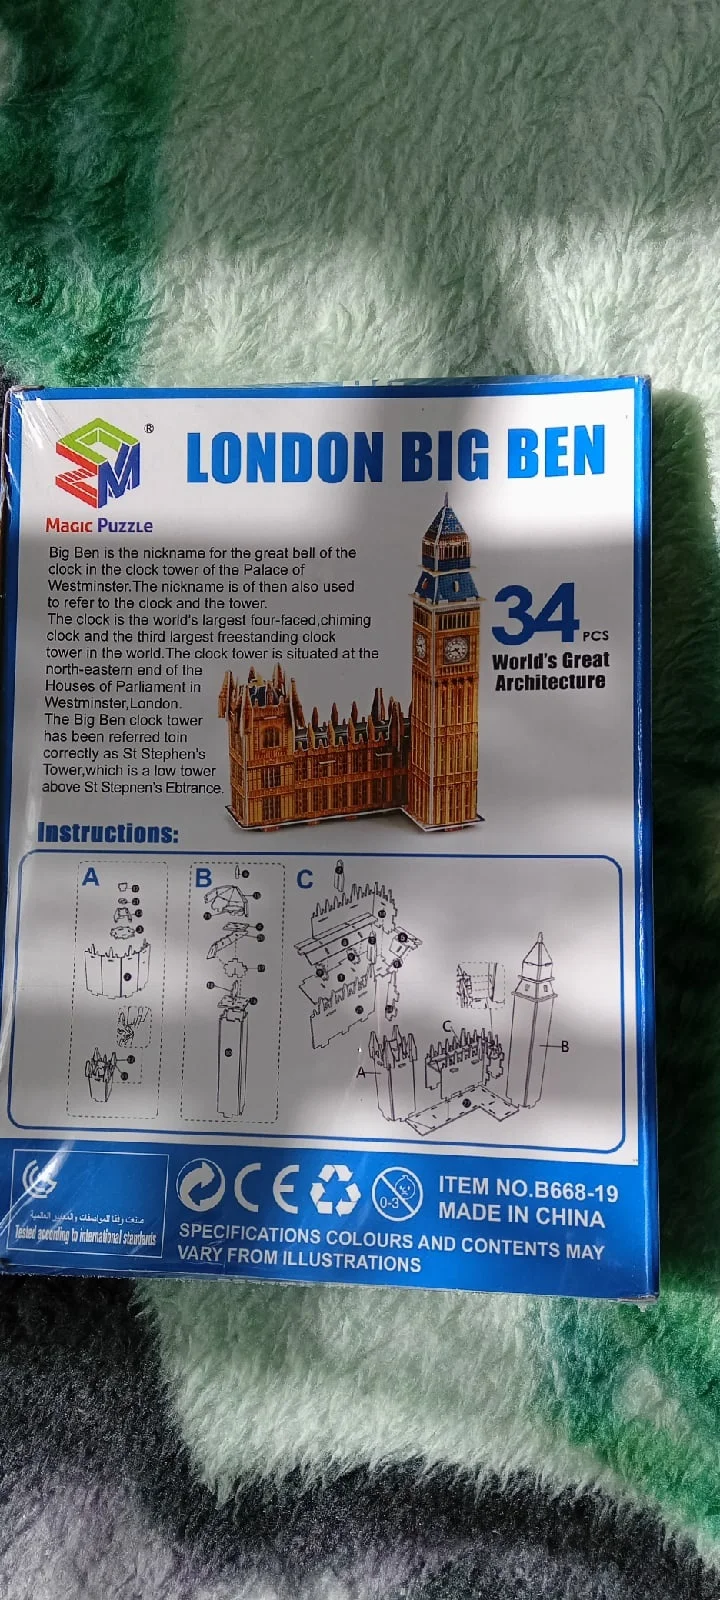 LONDON BIG BEN
®
MAGIC PUZZLE
Big Ben is the nickname for the great bell of the
clock in the clock tower of the Palace of
Westminster.The nickname is of then also used
to refer to the clock and the tower.
The clock is the world's largest four-faced,chiming
clock and the third largest freestanding clock
tower in the world.The clock tower is situated at the
north-eastern end of the
Houses of Parliament in
Westminster,London.
The Big Ben clock tower
has been referred toin
correctly as St Stephen's
Tower,which is a low tower
above St Stepnen's Ebtrance.
34 PCS
World's Great
Architecture
Instructions:
A
B
C
C
B
A
صنعت وفقا للمواصفات والمعايير العالمية
Tested according to international standards
CE
0-3
ITEM NO.B668-19
MADE IN CHINA
SPECIFICATIONS COLOURS AND CONTENTS MAY
VARY FROM ILLUSTRATIONS